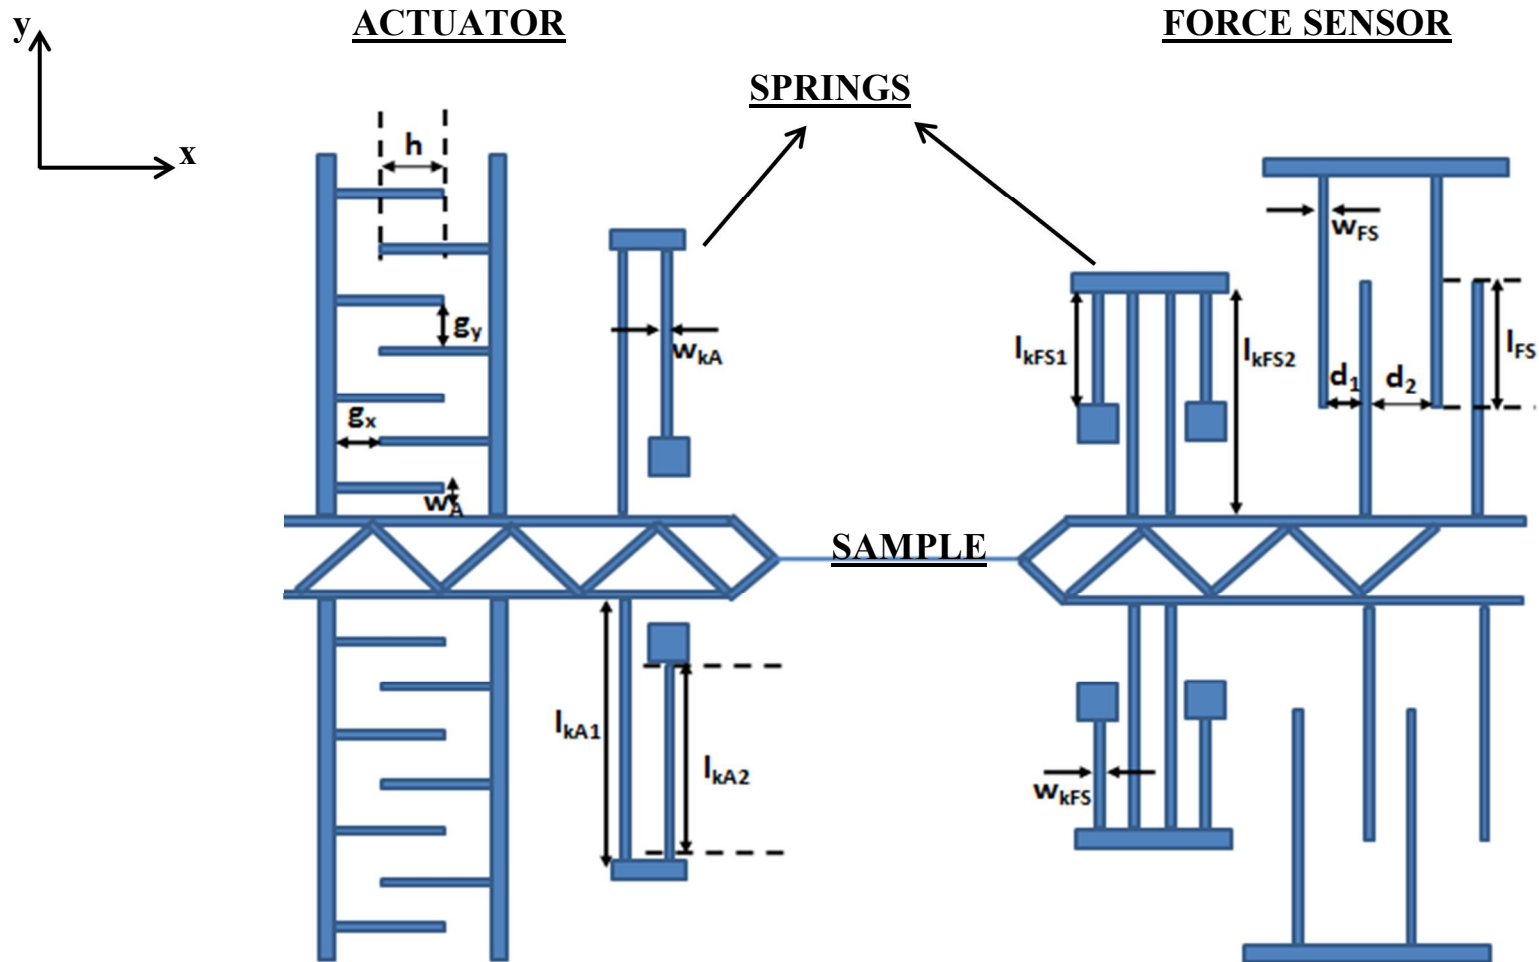 ACTUATOR
FORCE SENSOR
y
SPRINGS
x
h
wFS
gy
wkA
lkFS1
lkFS2
lFS
d1
d2
gx
wA
SAMPLE
lkA1
lkA2
wkFS